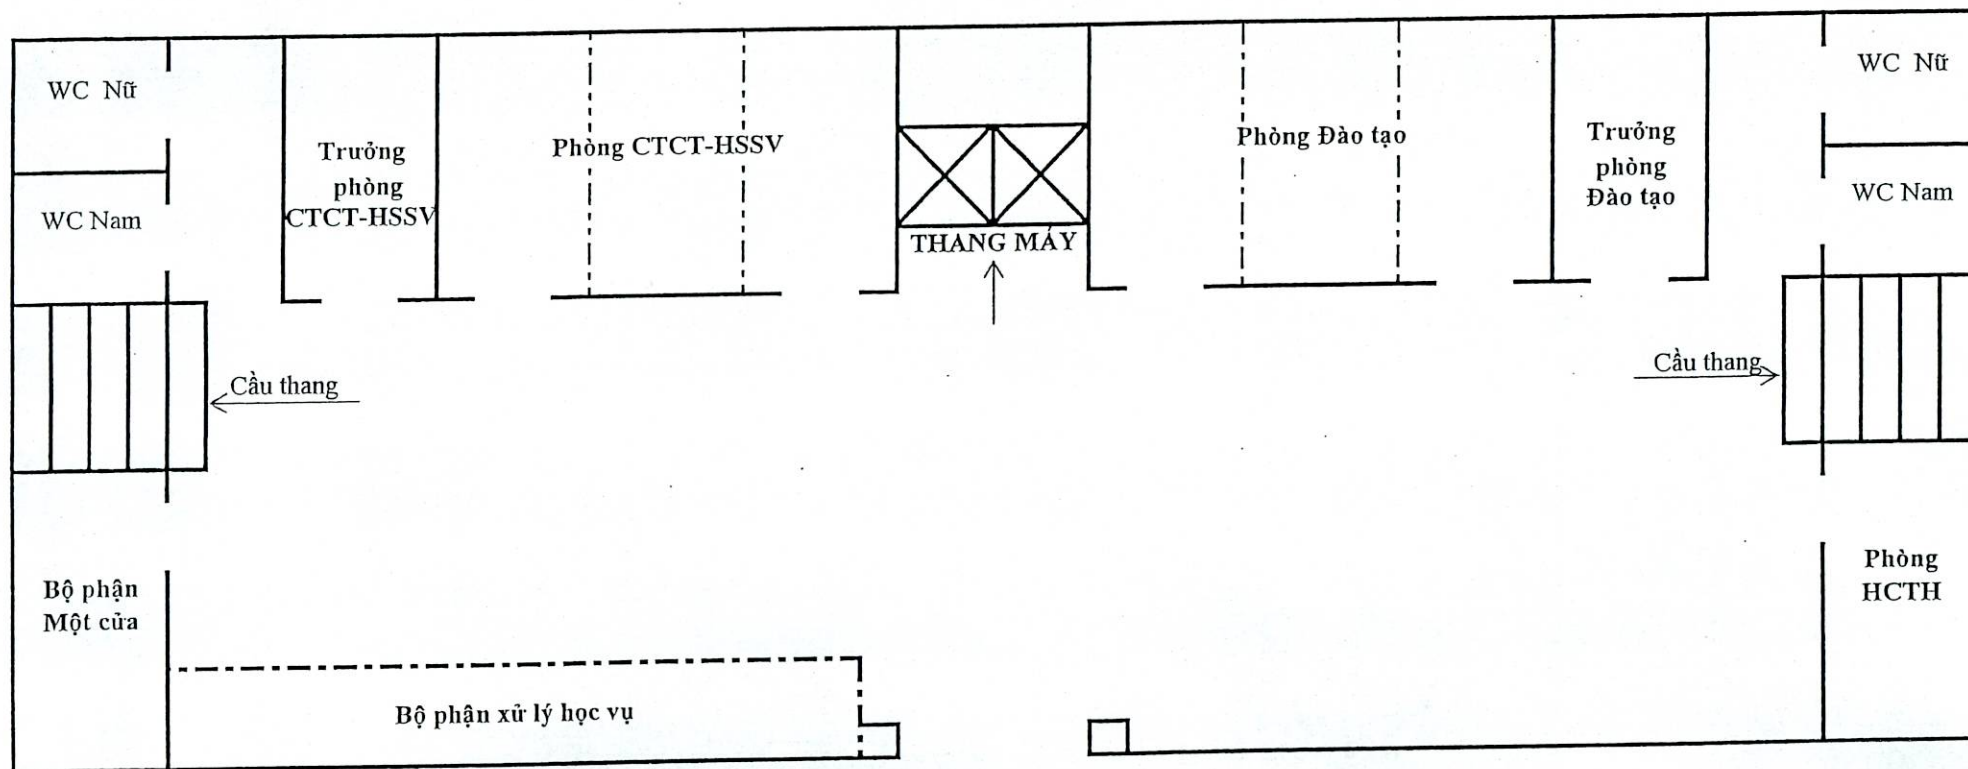 WC Nữ
WC Nam
Trưởng
phòng
CTCT-HSSV
Phòng CTCT-HSSV
THANG MÁY
Phòng Đào tạo
Trưởng
phòng
Đào tạo
WC Nữ
WC Nam
Cầu thang
Cầu thang
Bộ phận
Một cửa
Bộ phận xử lý học vụ
Phòng
HCTH